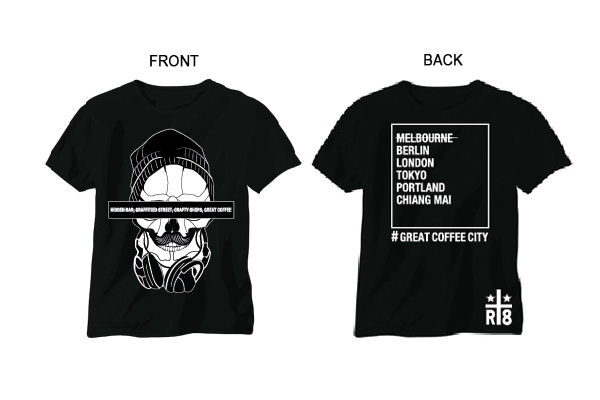 FRONT
BACK
HIDDEN BAR, GRAFFITIED STREET, CRAFTY SHOPS, GREAT COFFEE
MELBOURNE
BERLIN
LONDON
TOKYO
PORTLAND
CHIANG MAI
#GREAT COFFEE CITY
RT8